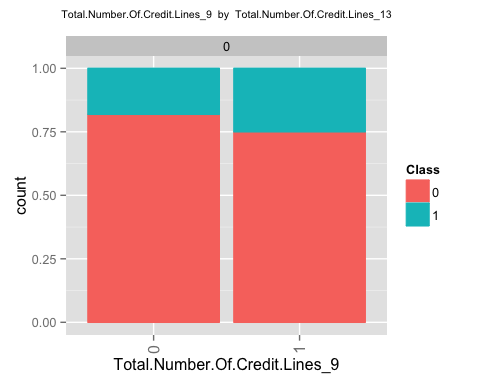 Total.Number.Of.Credit.Lines_9 by Total.Number.Of.Credit.Lines_13
0
1.00
0.75
0.50
0.25
0.00
count
0
1
Total.Number.Of.Credit.Lines_9
Class
0
1